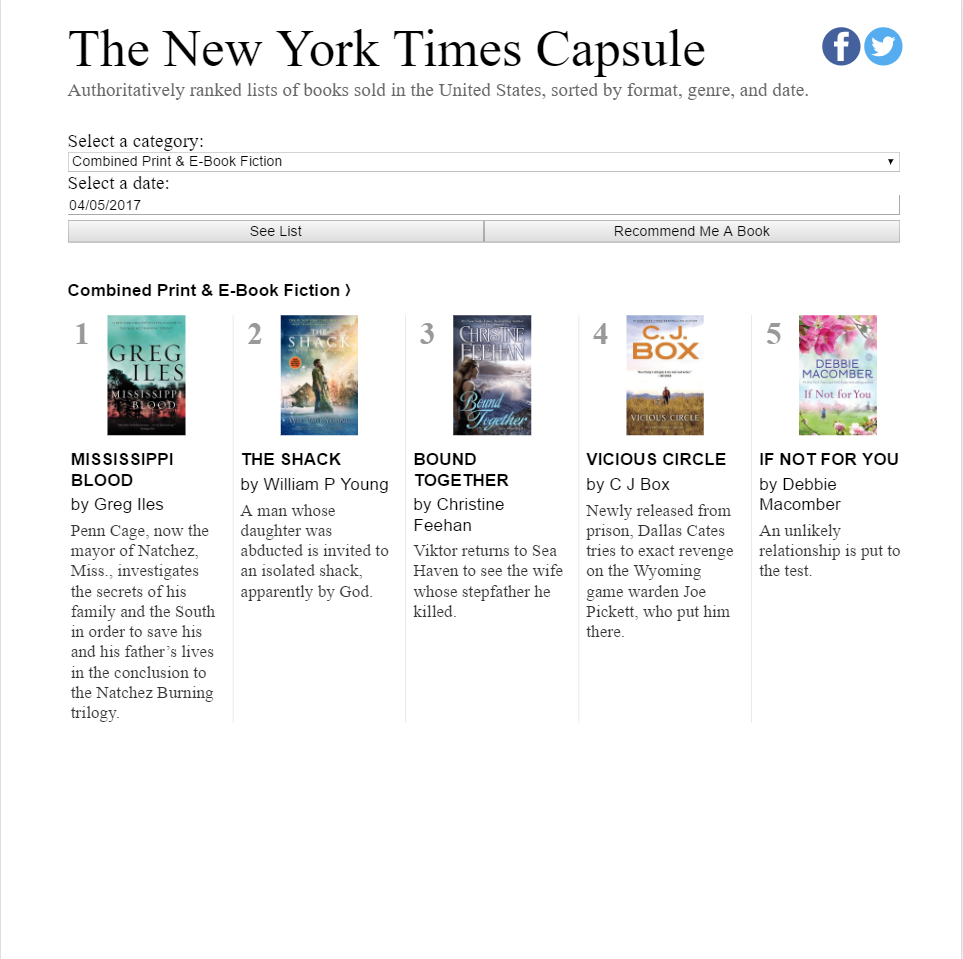 The New York Times Capsule
Authoritatively ranked lists of books sold in the United States, sorted by format, genre, and date.
Select a category:
Combined Print & E-Book Fiction
Select a date:
04/05/2017
See List
Recommend Me A Book
Combined Print & E-Book Fiction ⟩
1
GREG
ILES
MISSISSIPPI
BLOOD
MISSISSIPPI
BLOOD
by Greg Iles
Penn Cage, now the
mayor of Natchez,
Miss., investigates
the secrets of his
family and the South
in order to save his
and his father’s lives
in the conclusion to
the Natchez Burning
trilogy.
2
THE
SHACK
THE SHACK
by William P Young
A man whose
daughter was
abducted is invited to
an isolated shack,
apparently by God.
3
CHRISTINE
FEEHAN
Bound
Together
BOUND
TOGETHER
by Christine
Feehan
Viktor returns to Sea
Haven to see the wife
whose stepfather he
killed.
4
C. J.
BOX
VICIOUS CIRCLE
VICIOUS CIRCLE
by C J Box
Newly released from
prison, Dallas Cates
tries to exact revenge
on the Wyoming
game warden Joe
Pickett, who put him
there.
5
DEBBIE
MACOMBER
If Not for You
IF NOT FOR YOU
by Debbie
Macomber
An unlikely
relationship is put to
the test.